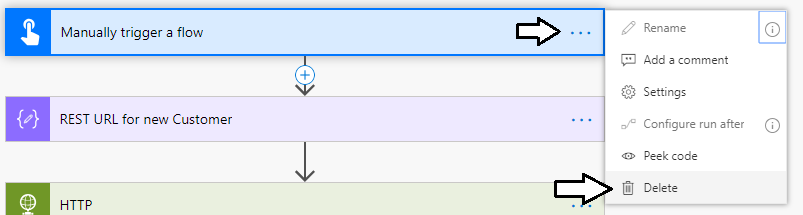 Manually trigger a flow
REST URL for new Customer
HTTP
Rename
Add a comment
Settings
Configure run after
Peek code
Delete